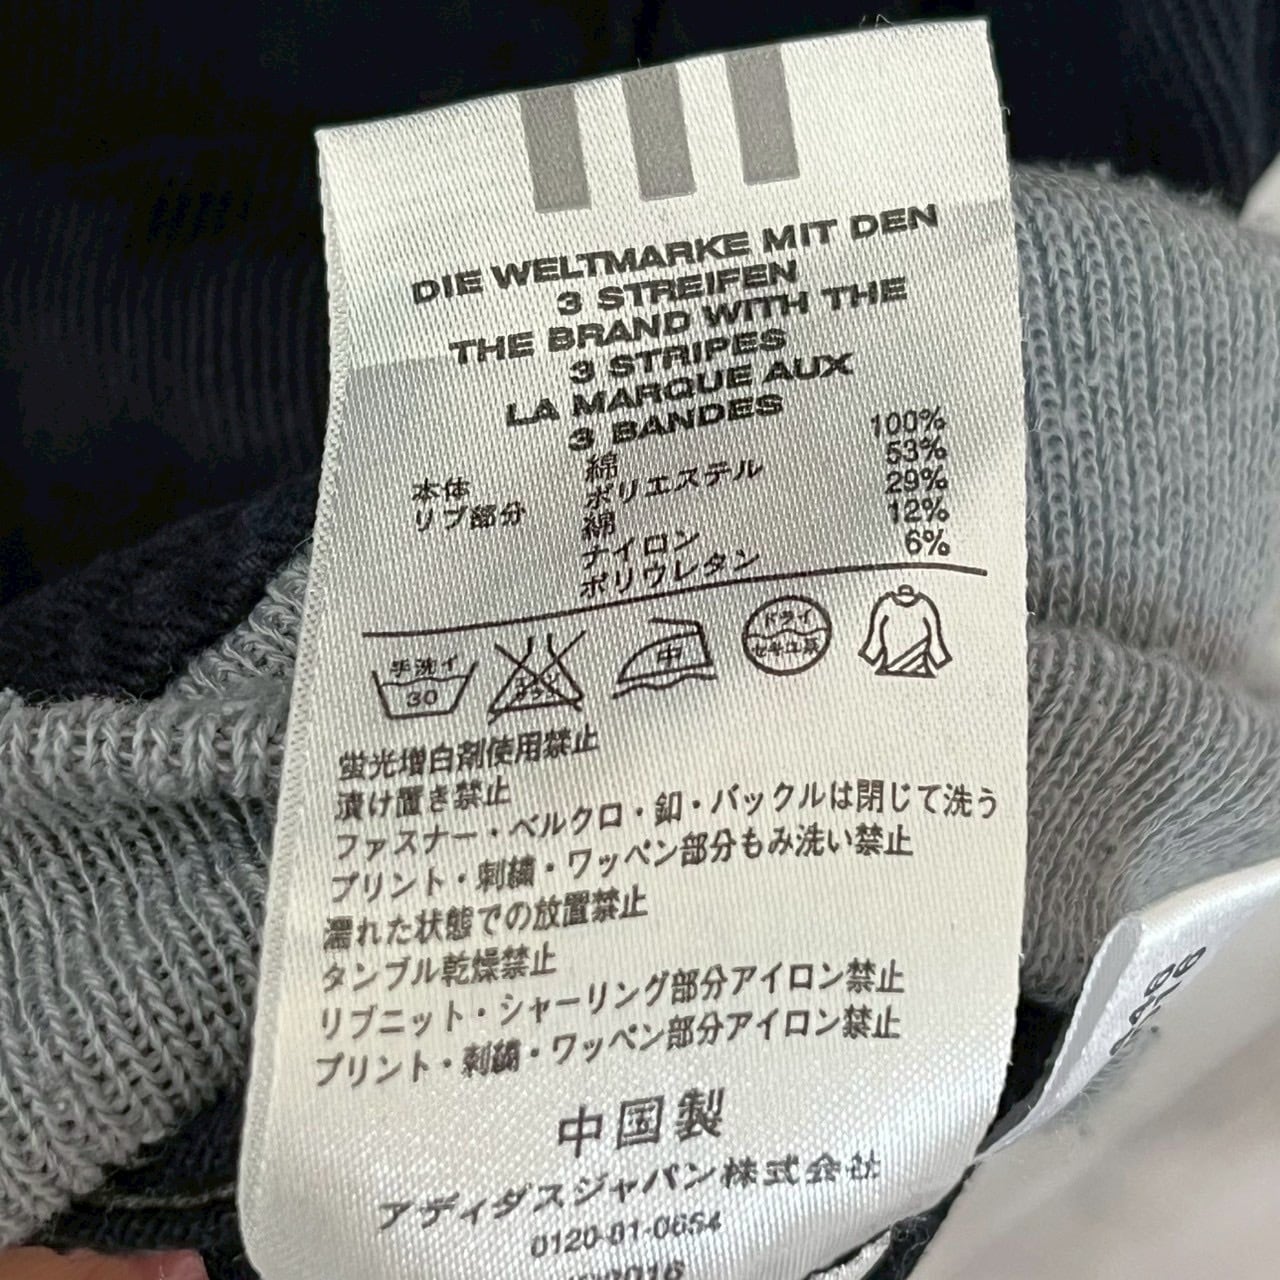 DIE WELTMARKE MIT DEN
3 STREIFEN
THE BRAND WITH THE
3 STRIPES
LA MARQUE AUX
3 BANDES
本体 綿 100%
リブ部分 ポリエステル 53%
綿 29%
ナイロン 12%
ポリウレタン 6%
手洗イ 30 エンソ サラシ 中 ドライ セキユ系
蛍光増白剤使用禁止
漬け置き禁止
ファスナー・ベルクロ・釦・バックルは閉じて洗う
プリント・刺繍・ワッペン部分もみ洗い禁止
濡れた状態での放置禁止
タンブル乾燥禁止
リブニット・シャーリング部分アイロン禁止
プリント・刺繍・ワッペン部分アイロン禁止
中国製
アディダスジャパン株式会社
0120-81-0654